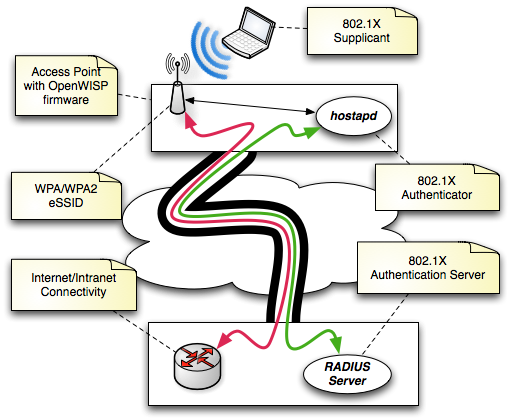 802.1X
Supplicant
Access Point
with OpenWISP
firmware
hostapd
WPA/WPA2
eSSID
802.1X
Authenticator
Internet/Intranet
Connectivity
802.1X
Authentication Server
RADIUS
Server